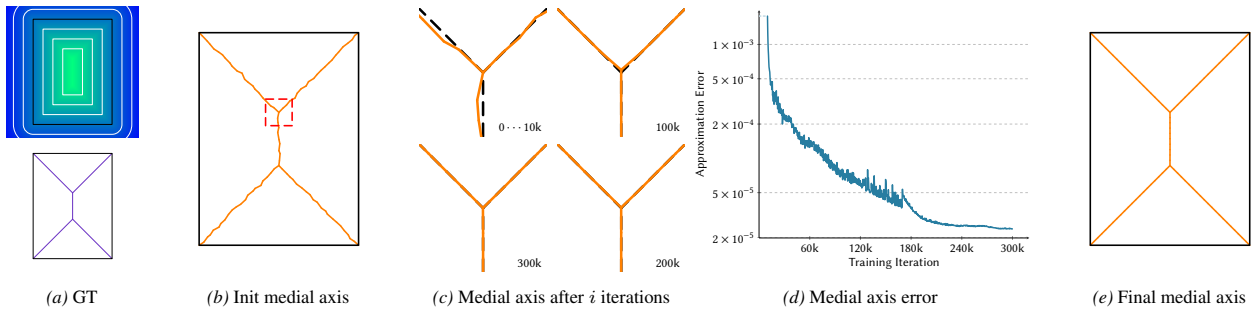 0 · · · 10k
100k
300k
200k
Approximation Error
1 × 10⁻³
5 × 10⁻⁴
2 × 10⁻⁴
5 × 10⁻⁵
2 × 10⁻⁵
60k 120k 180k 240k 300k
Training Iteration
(a) GT
(b) Init medial axis
(c) Medial axis after i iterations
(d) Medial axis error
(e) Final medial axis